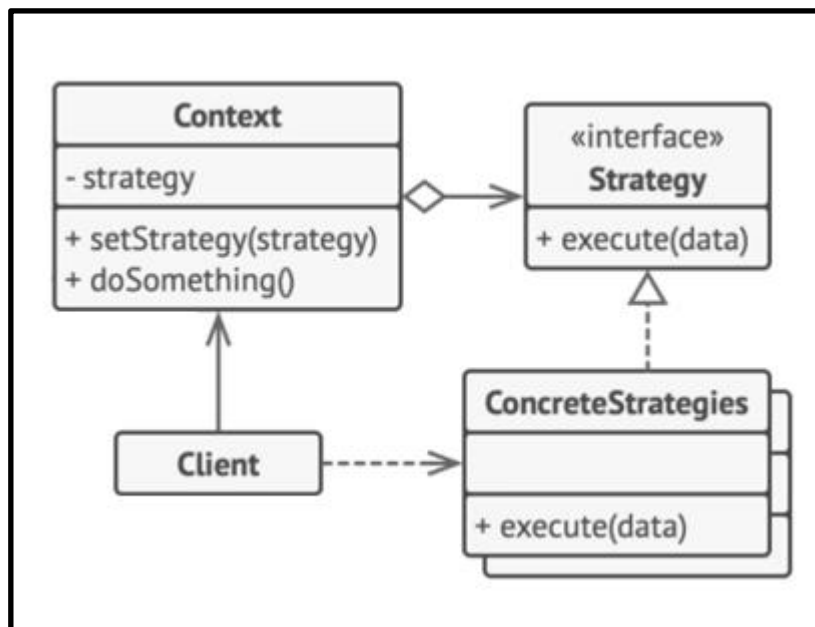 Context
- strategy
+ setStrategy(strategy)
+ doSomething()
«interface»
Strategy
+ execute(data)
Client
ConcreteStrategies
+ execute(data)